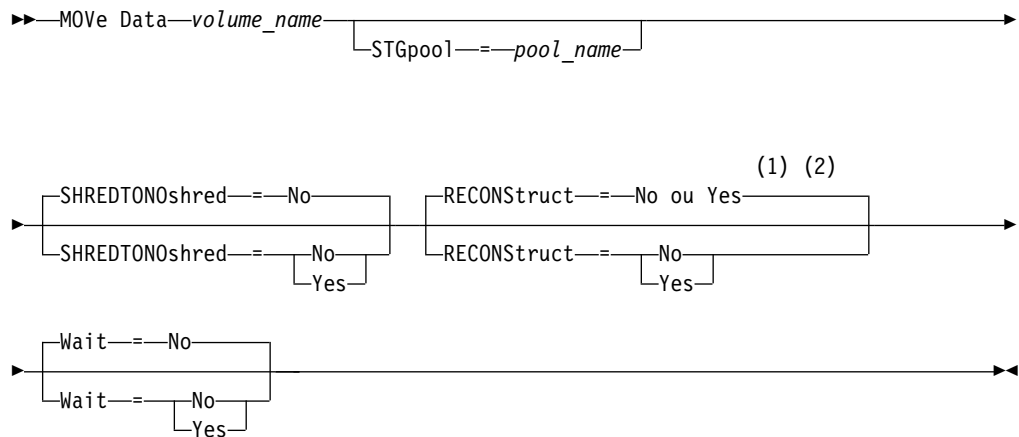 MOVe Data volume_name
STGpool = pool_name
(1) (2)
SHREDTONOshred = No RECONStruct = No ou Yes
SHREDTONOshred = No RECONStruct = No
Yes Yes
Wait = No
Wait = No
Yes